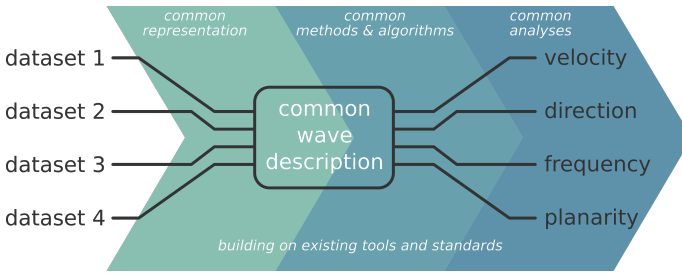 common
representation
common
methods & algorithms
common
analyses
dataset 1
dataset 2
dataset 3
dataset 4
common
wave
description
velocity
direction
frequency
planarity
building on existing tools and standards